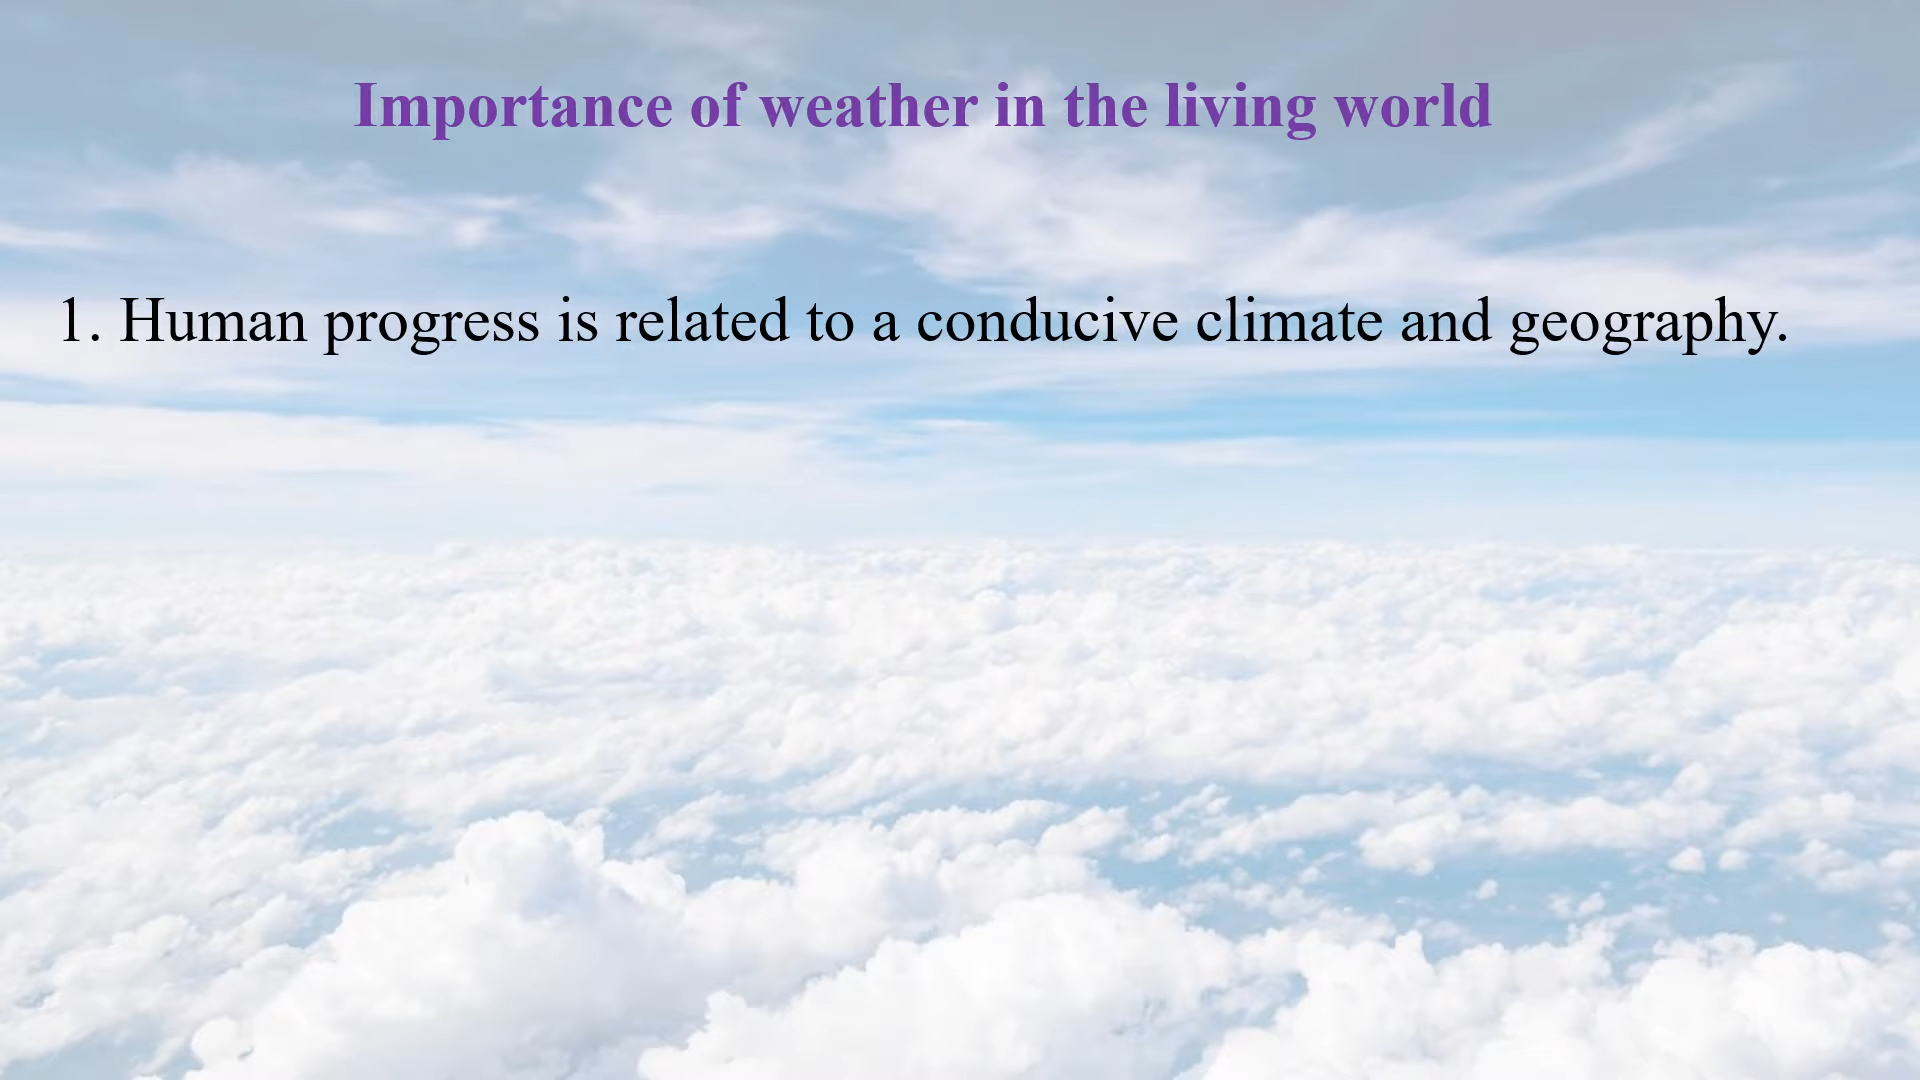 Importance of weather in the living world
1. Human progress is related to a conducive climate and geography.